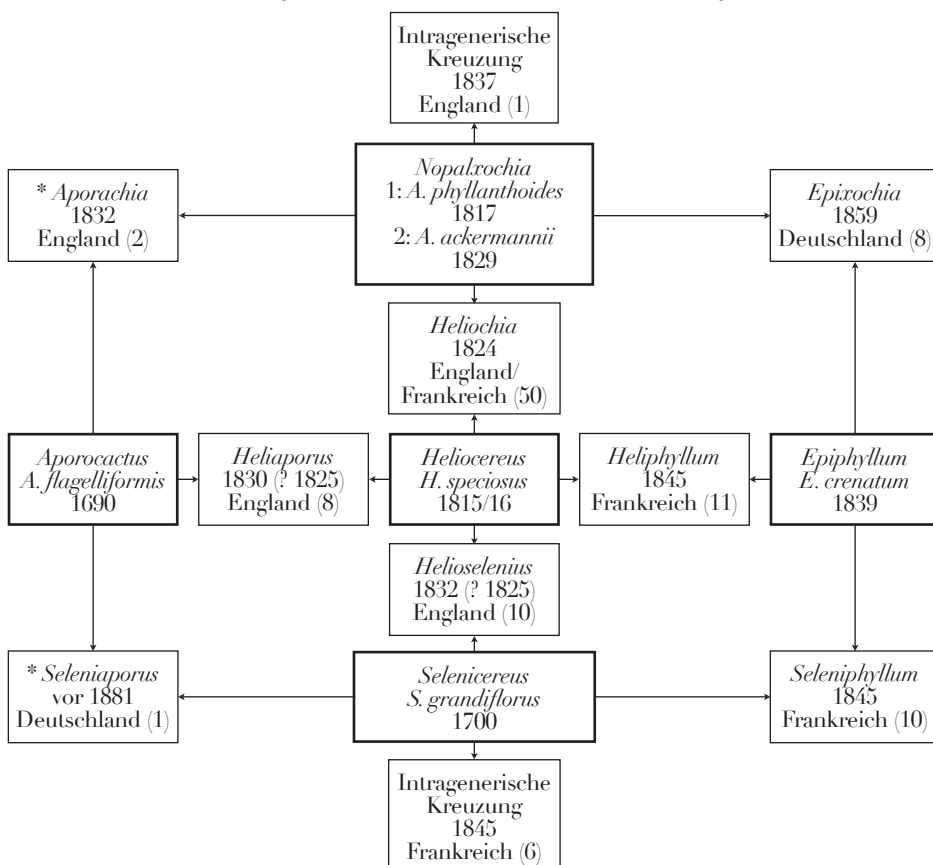 Intragenerische
Kreuzung
1837
England (1)
Nopalxochia
1: A. phyllanthoides
1817
2: A. ackermannii
1829
* Aporachia
1832
England (2)
Epixochia
1859
Deutschland (8)
Heliochia
1824
England/
Frankreich (50)
Aporocactus
A. flagelliformis
1690
Heliaporus
1830 (? 1825)
England (8)
Heliocereus
H. speciosus
1815/16
Heliphyllum
1845
Frankreich (11)
Epiphyllum
E. crenatum
1839
Helioselenius
1832 (? 1825)
England (10)
* Seleniaporus
vor 1881
Deutschland (1)
Selenicereus
S. grandiflorus
1700
Seleniphyllum
1845
Frankreich (10)
Intragenerische
Kreuzung
1845
Frankreich (6)